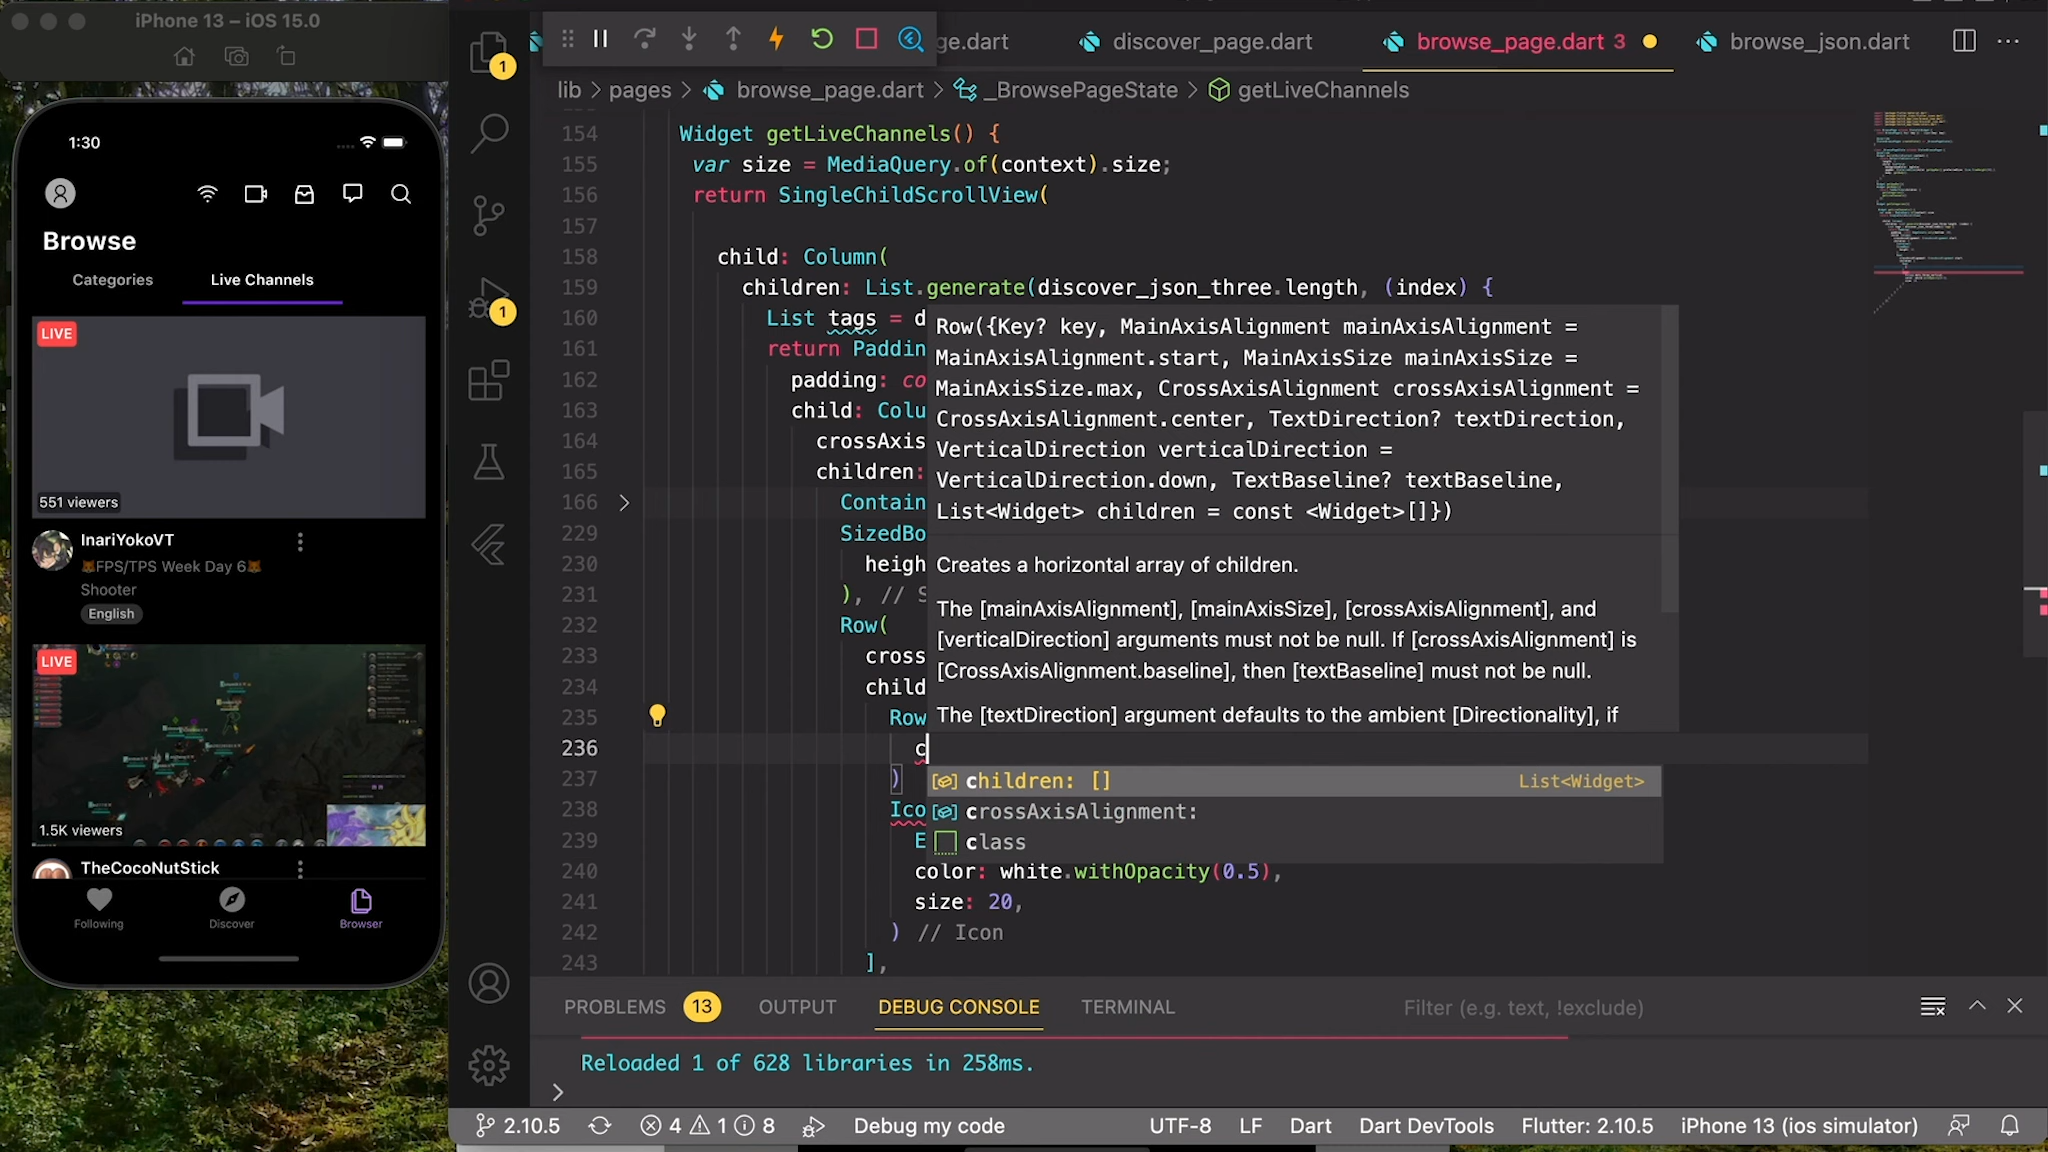 iPhone 13 – iOS 15.0
1:30
Browse
Categories
Live Channels
LIVE
551 viewers
InariYokoVT
🦊FPS/TPS Week Day 6🦊
Shooter
English
LIVE
1.5K viewers
TheCocoNutStick
Following
Discover
Browser
1
1
ge.dart
discover_page.dart
browse_page.dart 3
browse_json.dart
lib > pages > browse_page.dart > _BrowsePageState > getLiveChannels
154 Widget getLiveChannels() {
155 var size = MediaQuery.of(context).size;
156 return SingleChildScrollView(
157
158 child: Column(
159 children: List.generate(discover_json_three.length, (index) {
160 List tags = d
161 return Paddin
162 padding: co
163 child: Colu
164 crossAxis
165 children:
166 Contain
229 SizedBo
230 heigh
231 ), // S
232 Row(
233 cross
234 child
235 Row
236 c
237 )
238 Ico
239 E
240 color: white.withOpacity(0.5),
241 size: 20,
242 ) // Icon
243 ],
Row({Key? key, MainAxisAlignment mainAxisAlignment =
MainAxisAlignment.start, MainAxisSize mainAxisSize =
MainAxisSize.max, CrossAxisAlignment crossAxisAlignment =
CrossAxisAlignment.center, TextDirection? textDirection,
VerticalDirection verticalDirection =
VerticalDirection.down, TextBaseline? textBaseline,
List<Widget> children = const <Widget>[]})
Creates a horizontal array of children.
The [mainAxisAlignment], [mainAxisSize], [crossAxisAlignment], and
[verticalDirection] arguments must not be null. If [crossAxisAlignment] is
[CrossAxisAlignment.baseline], then [textBaseline] must not be null.
The [textDirection] argument defaults to the ambient [Directionality], if
children: [] List<Widget>
crossAxisAlignment:
class
PROBLEMS 13 OUTPUT DEBUG CONSOLE TERMINAL Filter (e.g. text, !exclude)
Reloaded 1 of 628 libraries in 258ms.
>
2.10.5 4 1 8 Debug my code UTF-8 LF Dart Dart DevTools Flutter: 2.10.5 iPhone 13 (ios simulator)